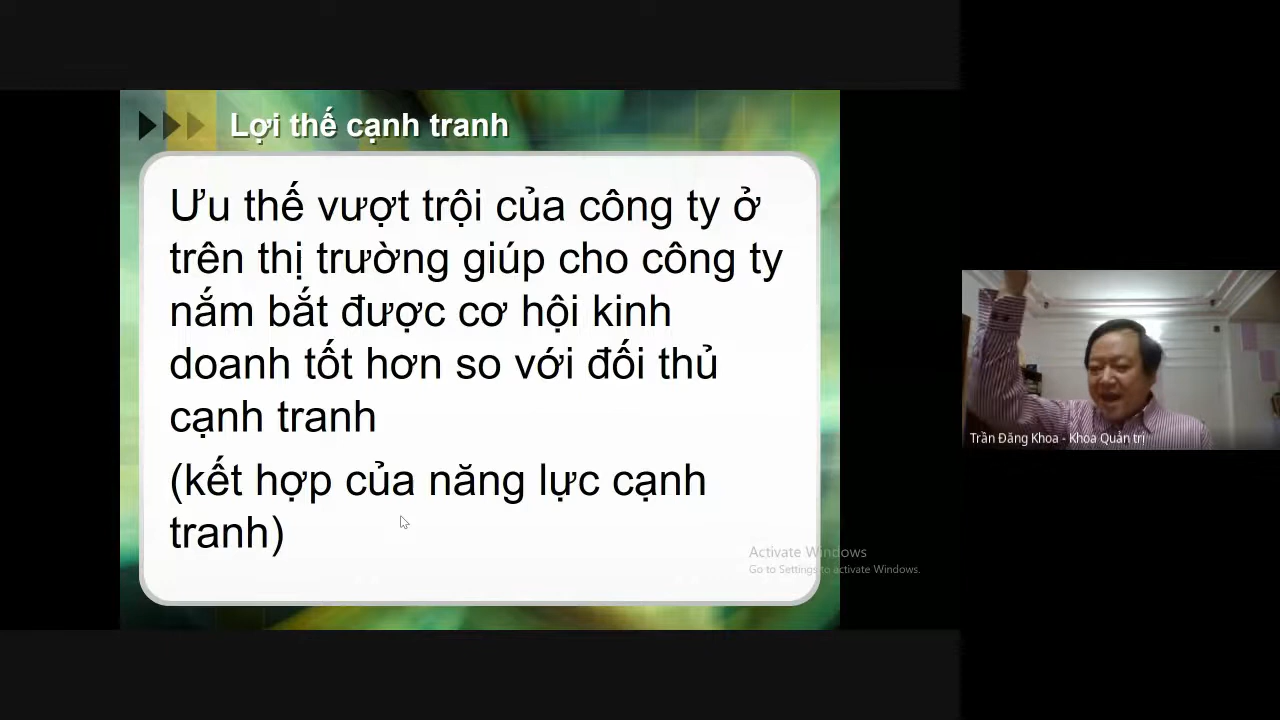 Lợi thế cạnh tranh
Ưu thế vượt trội của công ty ở
trên thị trường giúp cho công ty
nắm bắt được cơ hội kinh
doanh tốt hơn so với đối thủ
cạnh tranh
(kết hợp của năng lực cạnh
tranh)
Trần Đăng Khoa - Khoa Quản trị
Activate Windows
Go to Settings to activate Windows.